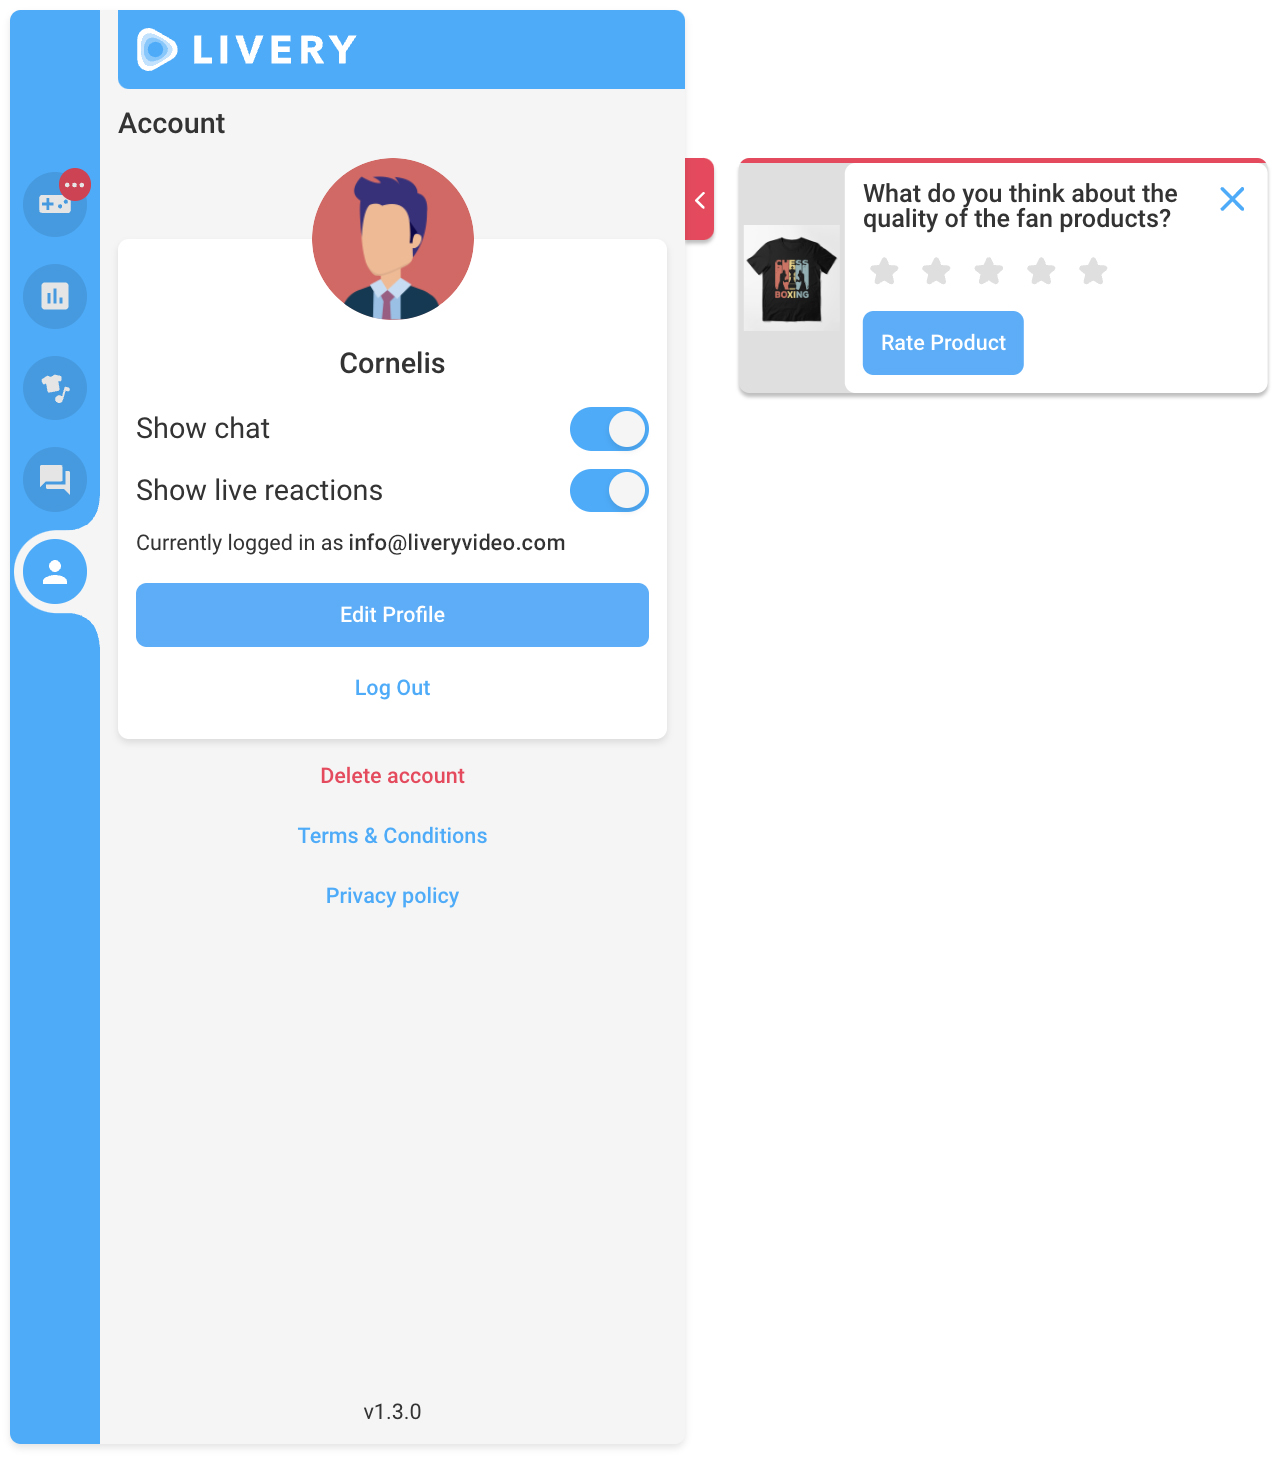 LIVERY
Account
Cornelis
Show chat
Show live reactions
Currently logged in as info@liveryvideo.com
Edit Profile
Log Out
Delete account
Terms & Conditions
Privacy policy
v1.3.0
What do you think about the
quality of the fan products?
CHESS
BOXING
Rate Product